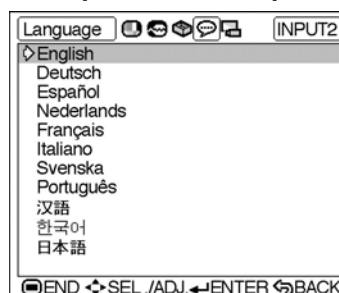 Language INPUT2
English
Deutsch
Español
Nederlands
Français
Italiano
Svenska
Português
汉語
한국어
日本語
END SEL./ADJ. ENTER BACK